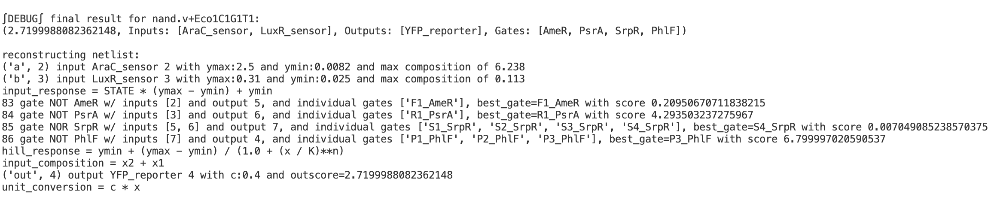 ∫DEBUG∫ final result for nand.v+Eco1C1G1T1:
(2.7199988082362148, Inputs: [AraC_sensor, LuxR_sensor], Outputs: [YFP_reporter], Gates: [AmeR, PsrA, SrpR, PhlF])
reconstructing netlist:
('a', 2) input AraC_sensor 2 with ymax:2.5 and ymin:0.0082 and max composition of 6.238
('b', 3) input LuxR_sensor 3 with ymax:0.31 and ymin:0.025 and max composition of 0.113
input_response = STATE * (ymax − ymin) + ymin
83 gate NOT AmeR w/ inputs [2] and output 5, and individual gates ['F1_AmeR'], best_gate=F1_AmeR with score 0.20950670711838215
84 gate NOT PsrA w/ inputs [3] and output 6, and individual gates ['R1_PsrA'], best_gate=R1_PsrA with score 4.293503237275967
85 gate NOR SrpR w/ inputs [5, 6] and output 7, and individual gates ['S1_SrpR', 'S2_SrpR', 'S3_SrpR', 'S4_SrpR'], best_gate=S4_SrpR with score 0.007049085238570375
86 gate NOT PhlF w/ inputs [7] and output 4, and individual gates ['P1_PhlF', 'P2_PhlF', 'P3_PhlF'], best_gate=P3_PhlF with score 6.799997020590537
hill_response = ymin + (ymax − ymin) / (1.0 + (x / K)**n)
input_composition = x2 + x1
('out', 4) output YFP_reporter 4 with c:0.4 and outscore=2.7199988082362148
unit_conversion = c * x